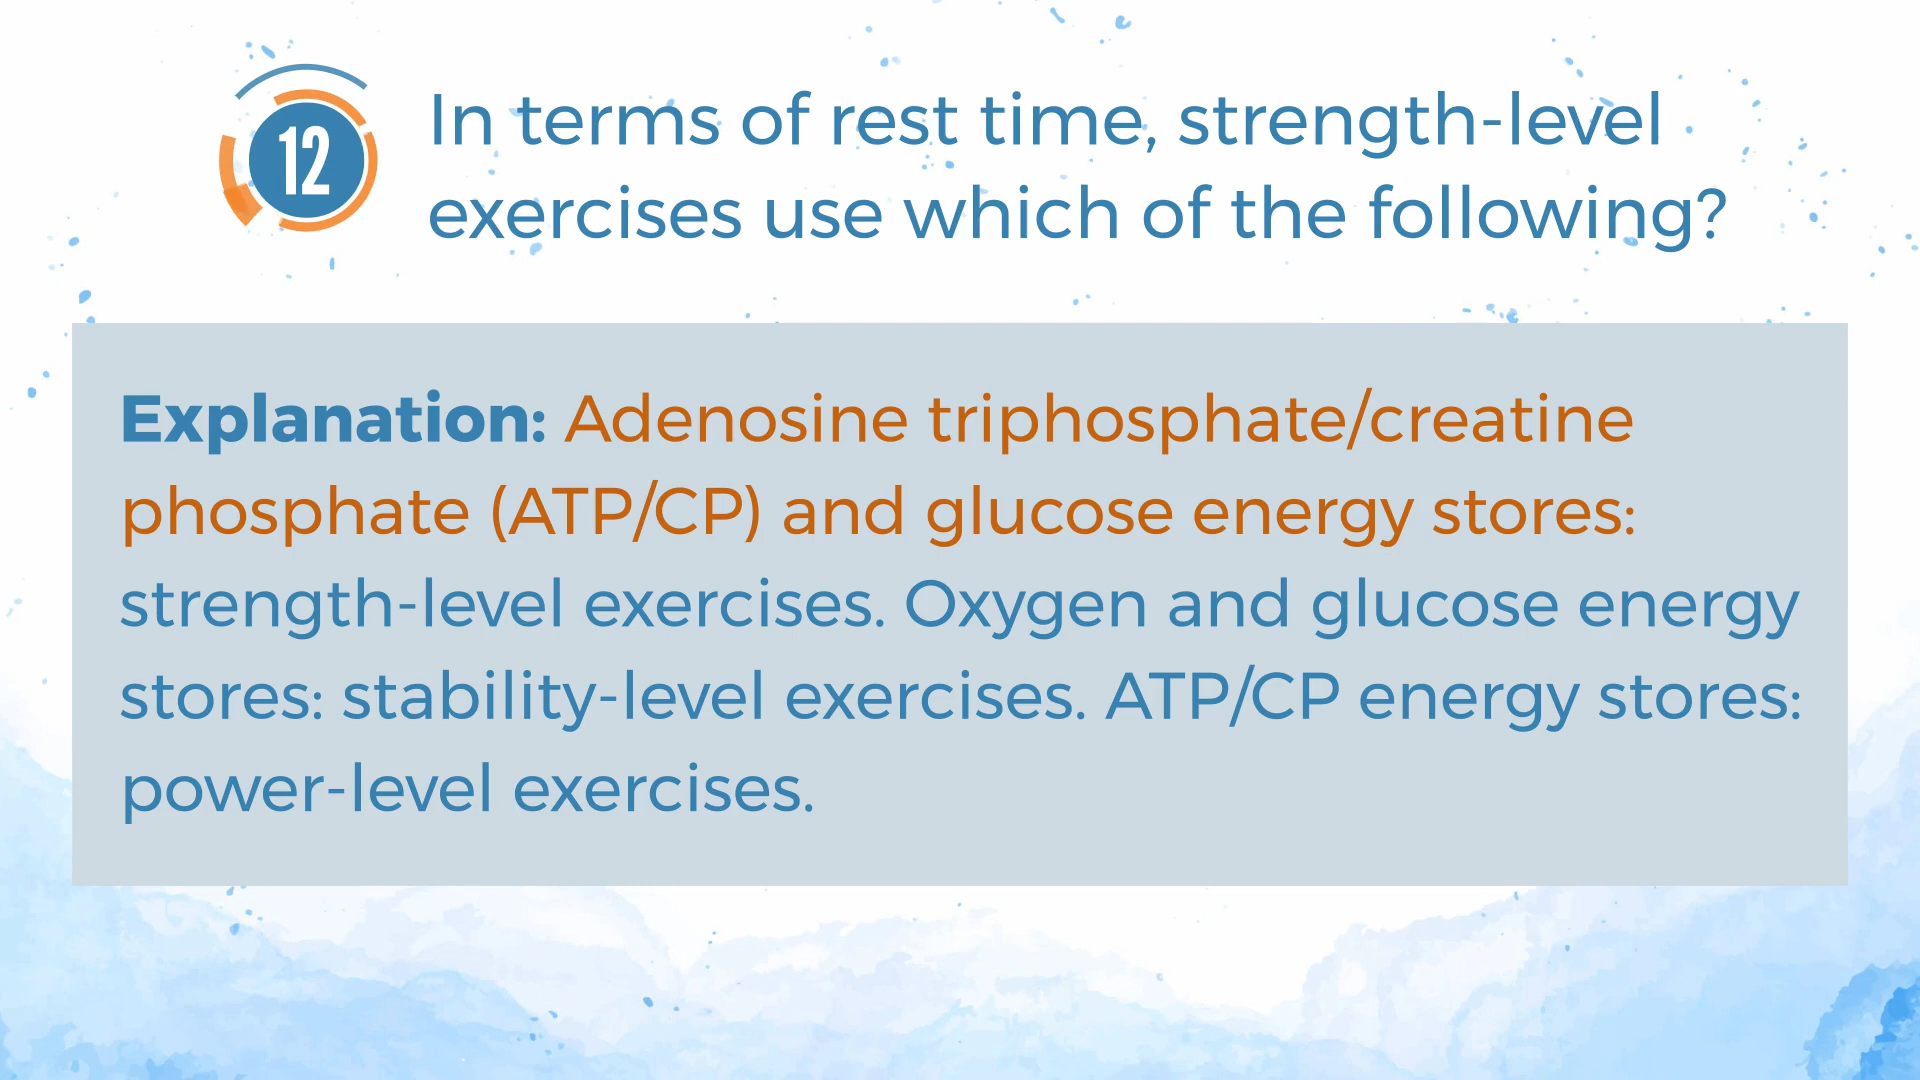 12
In terms of rest time, strength-level
exercises use which of the following?
Explanation: Adenosine triphosphate/creatine
phosphate (ATP/CP) and glucose energy stores:
strength-level exercises. Oxygen and glucose energy
stores: stability-level exercises. ATP/CP energy stores:
power-level exercises.